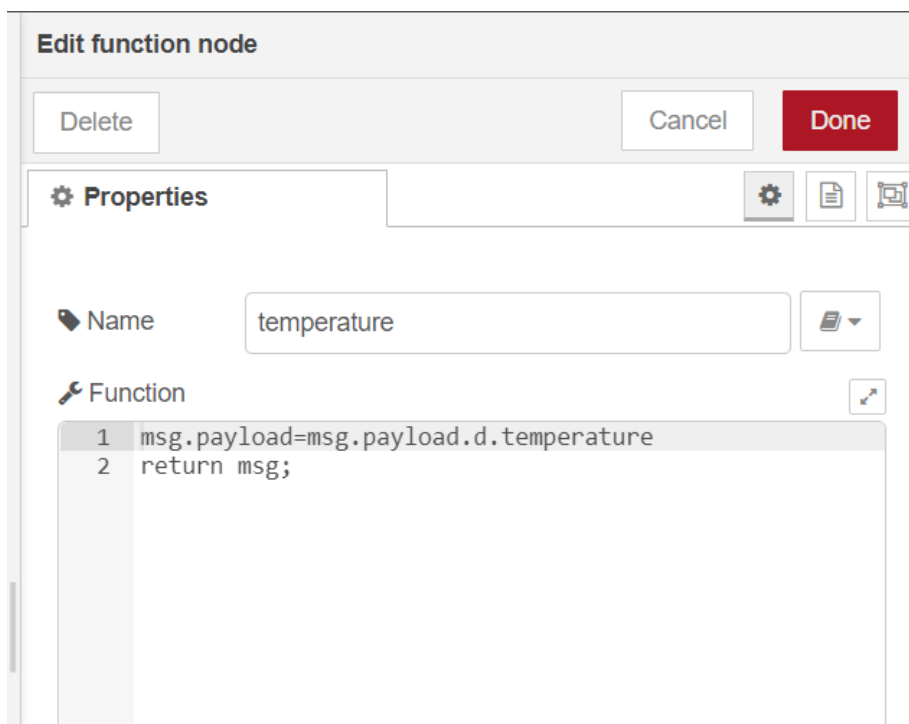 Edit function node
Delete Cancel Done
Properties
Name temperature
Function
1 msg.payload=msg.payload.d.temperature
2 return msg;